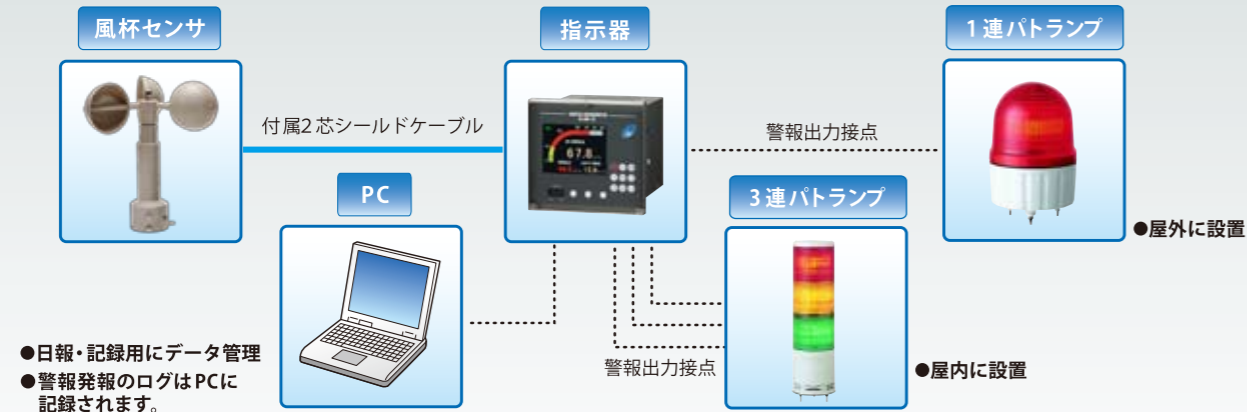 風杯センサ
指示器
1連パトランプ
付属2芯シールドケーブル
警報出力接点
67.8
PC
3連パトランプ
●屋外に設置
●日報・記録用にデータ管理
●警報発報のログはPCに
記録されます。
警報出力接点
●屋内に設置